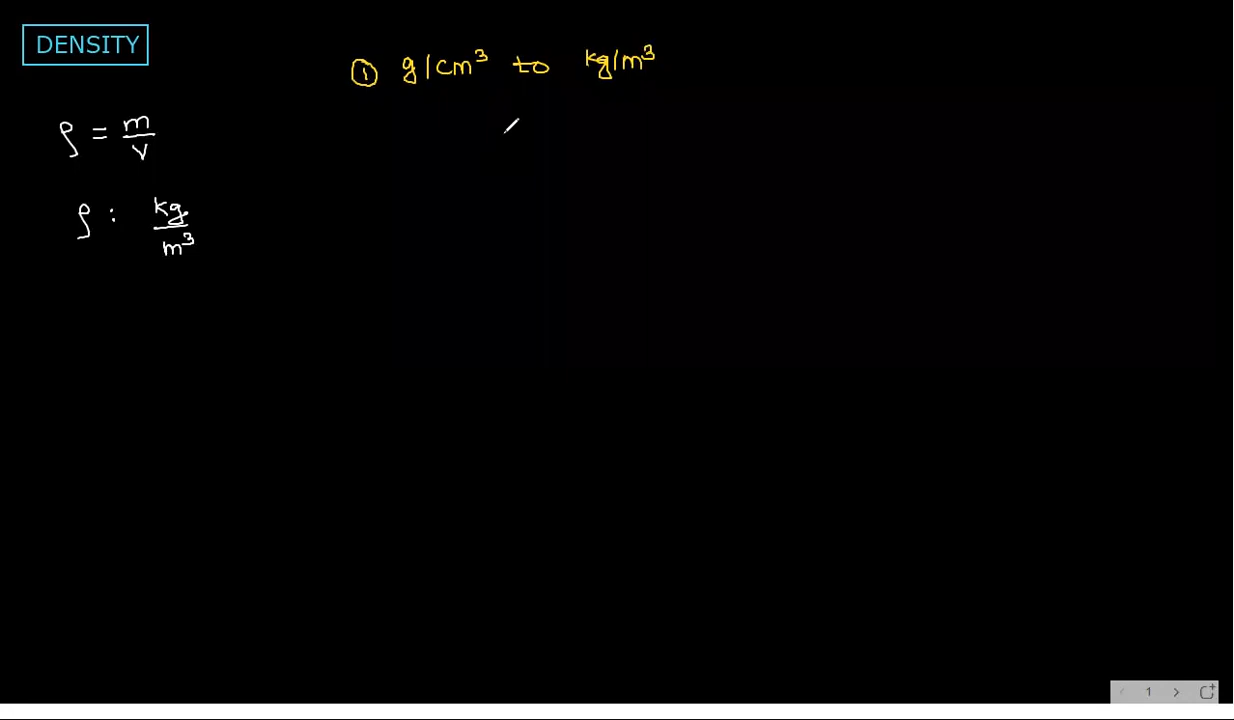 DENSITY
① g/cm³ to kg/m³
ρ = m/v
ρ : kg/m³
1